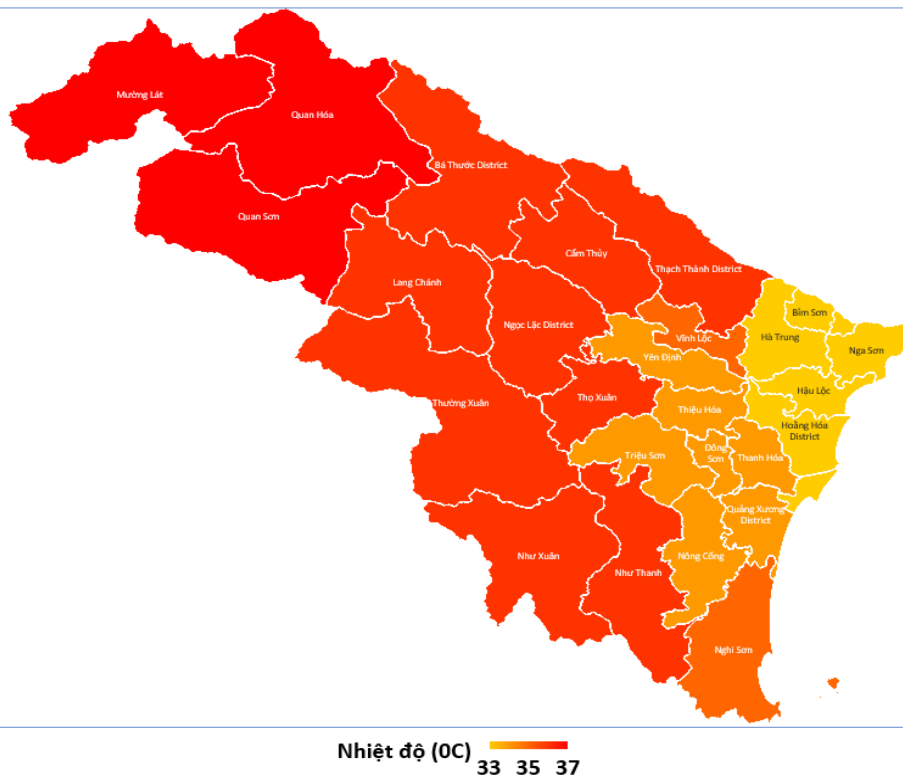 Mường Lát
Quan Hóa
Bá Thước District
Quan Sơn
Cẩm Thủy
Thạch Thành District
Lang Chánh
Bỉm Sơn
Ngọc Lặc District
Hà Trung
Vĩnh Lộc
Nga Sơn
Yên Định
Hậu Lộc
Thọ Xuân
Thường Xuân
Thiệu Hóa
Hoằng Hóa
District
Đông
Sơn
Triệu Sơn
Thanh Hóa
Quảng Xương
District
Như Xuân
Nông Cống
Như Thanh
Nghi Sơn
Nhiệt độ (0C)
33 35 37